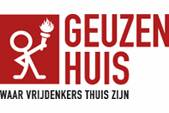 GEUZEN
HUIS
WAAR VRIJDENKERS THUIS ZIJN